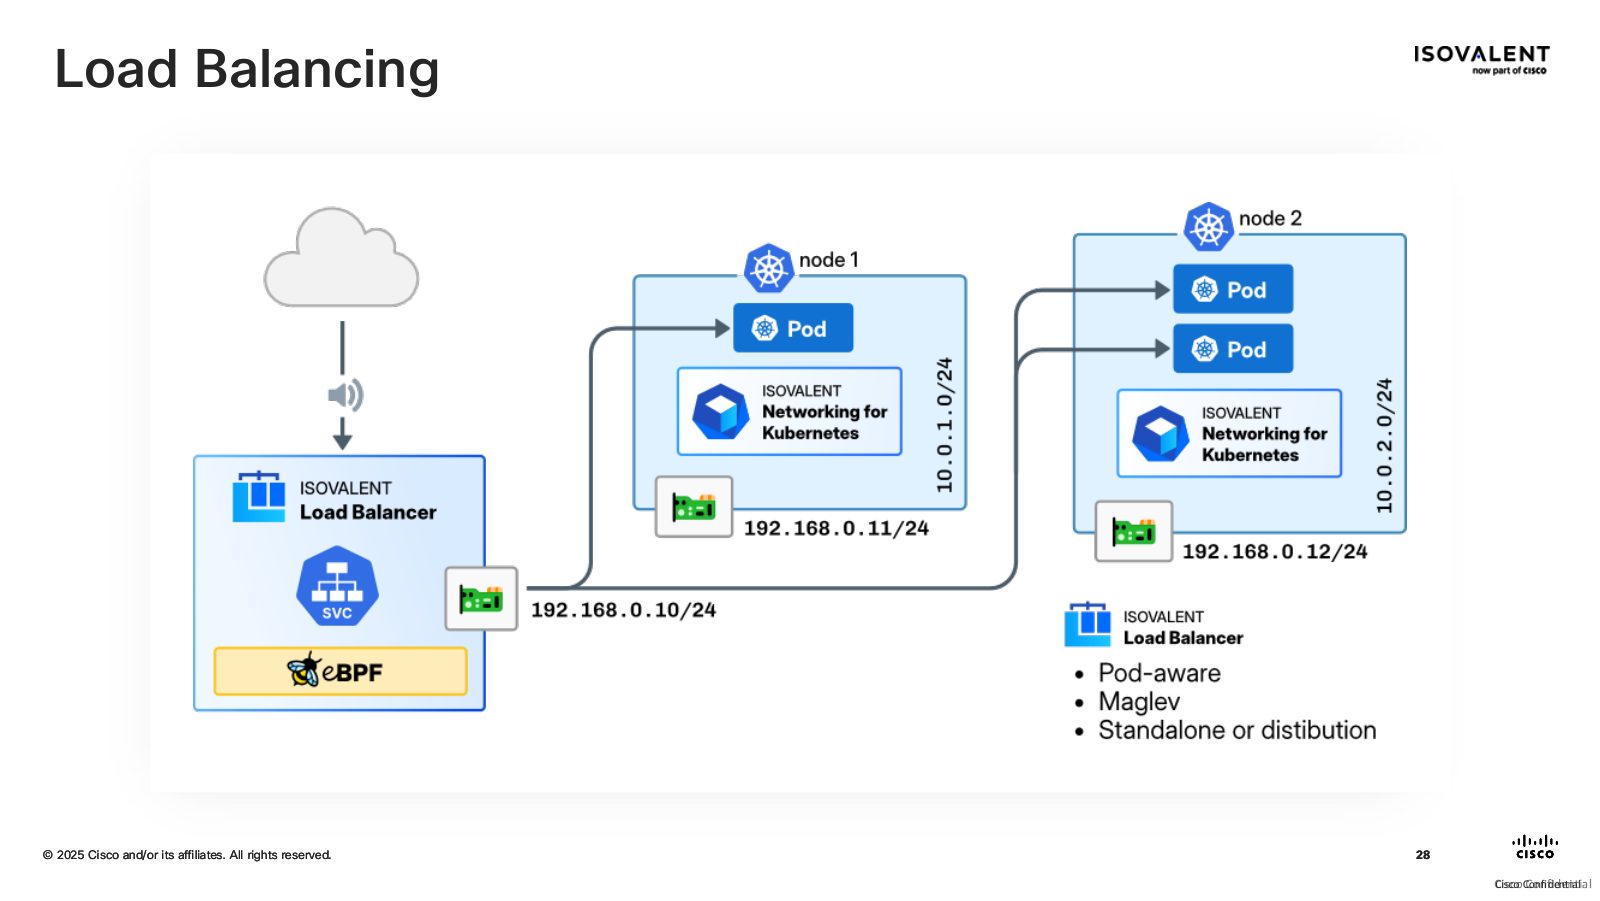 Load Balancing
ISOVALENT
now part of CISCO
node 1
Pod
ISOVALENT
Networking for
Kubernetes
10.0.1.0/24
192.168.0.11/24
node 2
Pod
Pod
ISOVALENT
Networking for
Kubernetes
10.0.2.0/24
192.168.0.12/24
ISOVALENT
Load Balancer
SVC
eBPF
192.168.0.10/24
ISOVALENT
Load Balancer
• Pod-aware
• Maglev
• Standalone or distibution
© 2025 Cisco and/or its affiliates. All rights reserved.
28
CISCO
Cisco Confidential